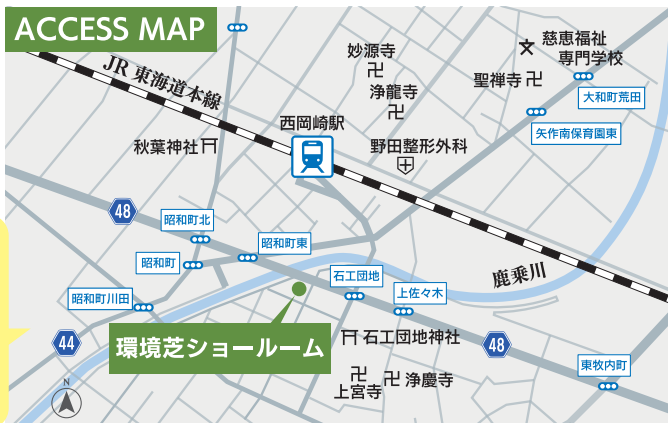 ACCESS MAP
慈恵福祉
専門学校
妙源寺
JR 東海道本線
聖禅寺
浄龍寺
大和町荒田
西岡崎駅
矢作南保育園東
秋葉神社
野田整形外科
48
昭和町北
昭和町東
昭和町
石工団地
鹿乗川
上佐々木
昭和町川田
44
環境芝ショールーム
石工団地神社
48
東牧内町
上宮寺
浄慶寺
N